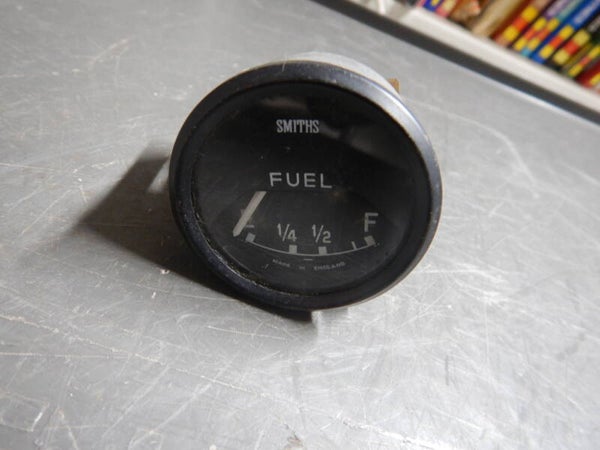 SMITHS
FUEL
1/4 1/2 F
MADE IN ENGLAND